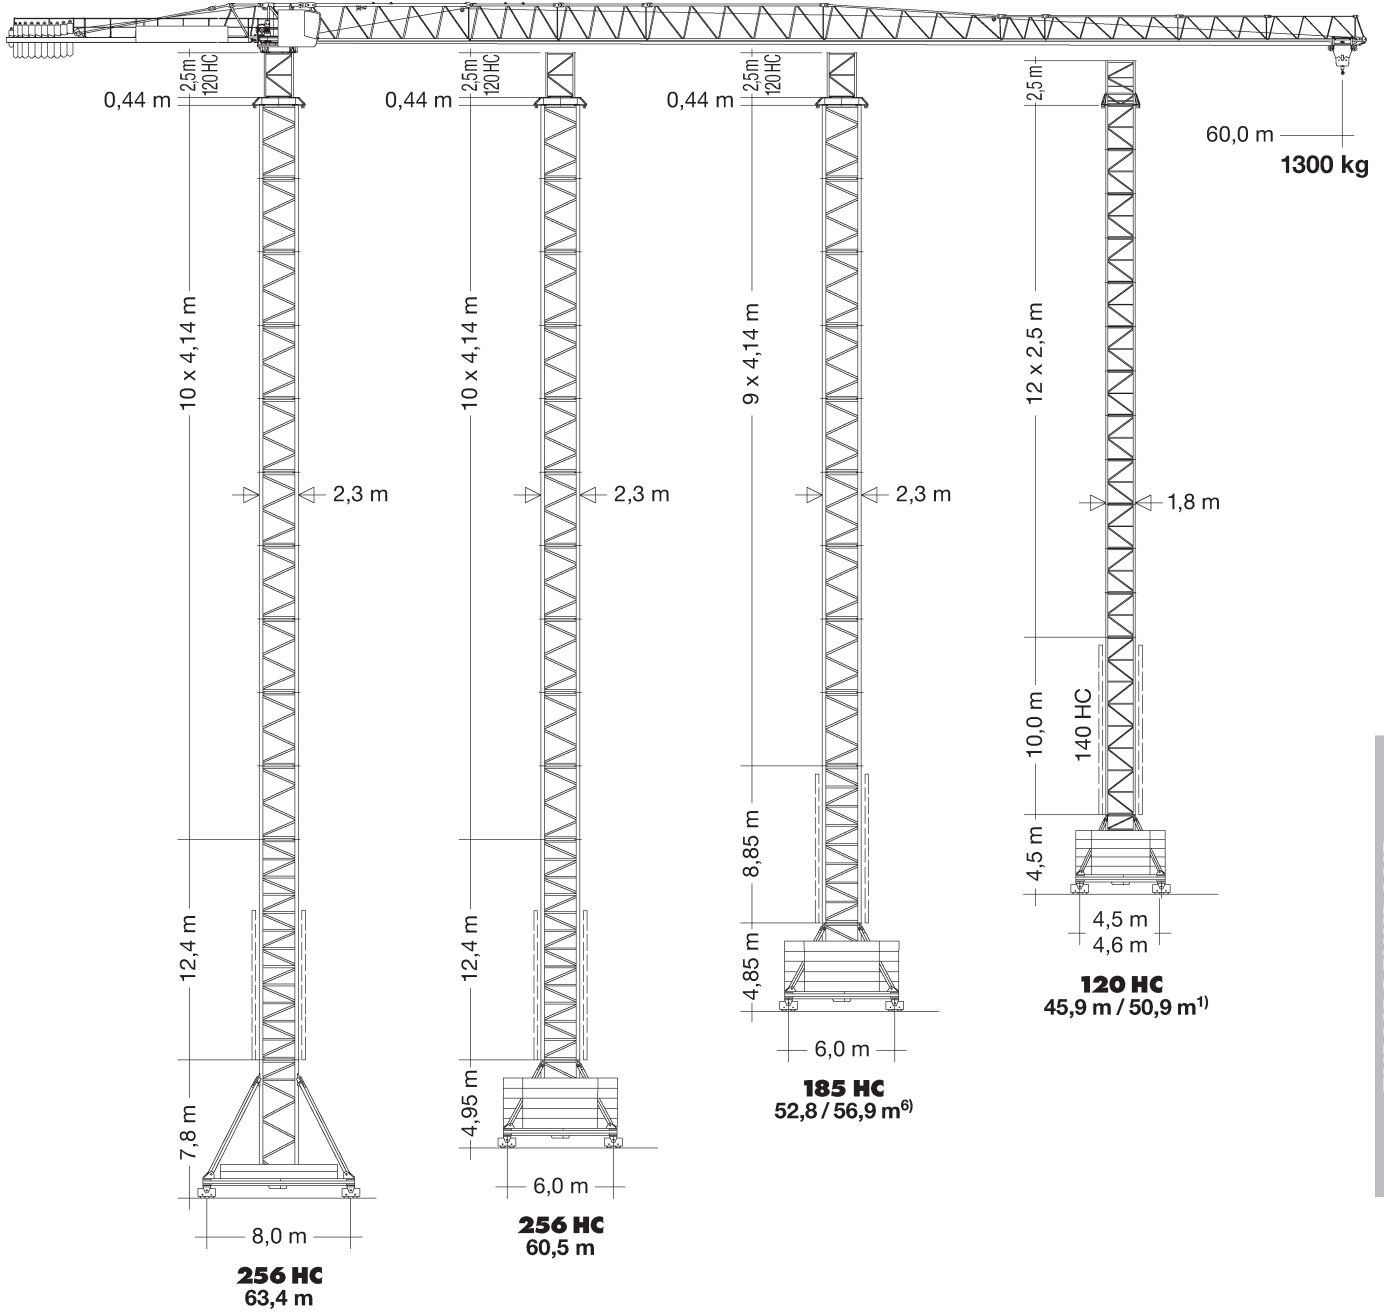 2,5 m
120 HC
0,44 m
10 x 4,14 m
2,3 m
12,4 m
7,8 m
8,0 m
256 HC
63,4 m
2,5 m
120 HC
0,44 m
10 x 4,14 m
2,3 m
12,4 m
4,95 m
6,0 m
256 HC
60,5 m
2,5 m
120 HC
0,44 m
9 x 4,14 m
2,3 m
8,85 m
4,85 m
6,0 m
185 HC
52,8 / 56,9 m6)
2,5 m
12 x 2,5 m
1,8 m
10,0 m
140 HC
4,5 m
4,5 m
4,6 m
120 HC
45,9 m / 50,9 m1)
60,0 m
1300 kg